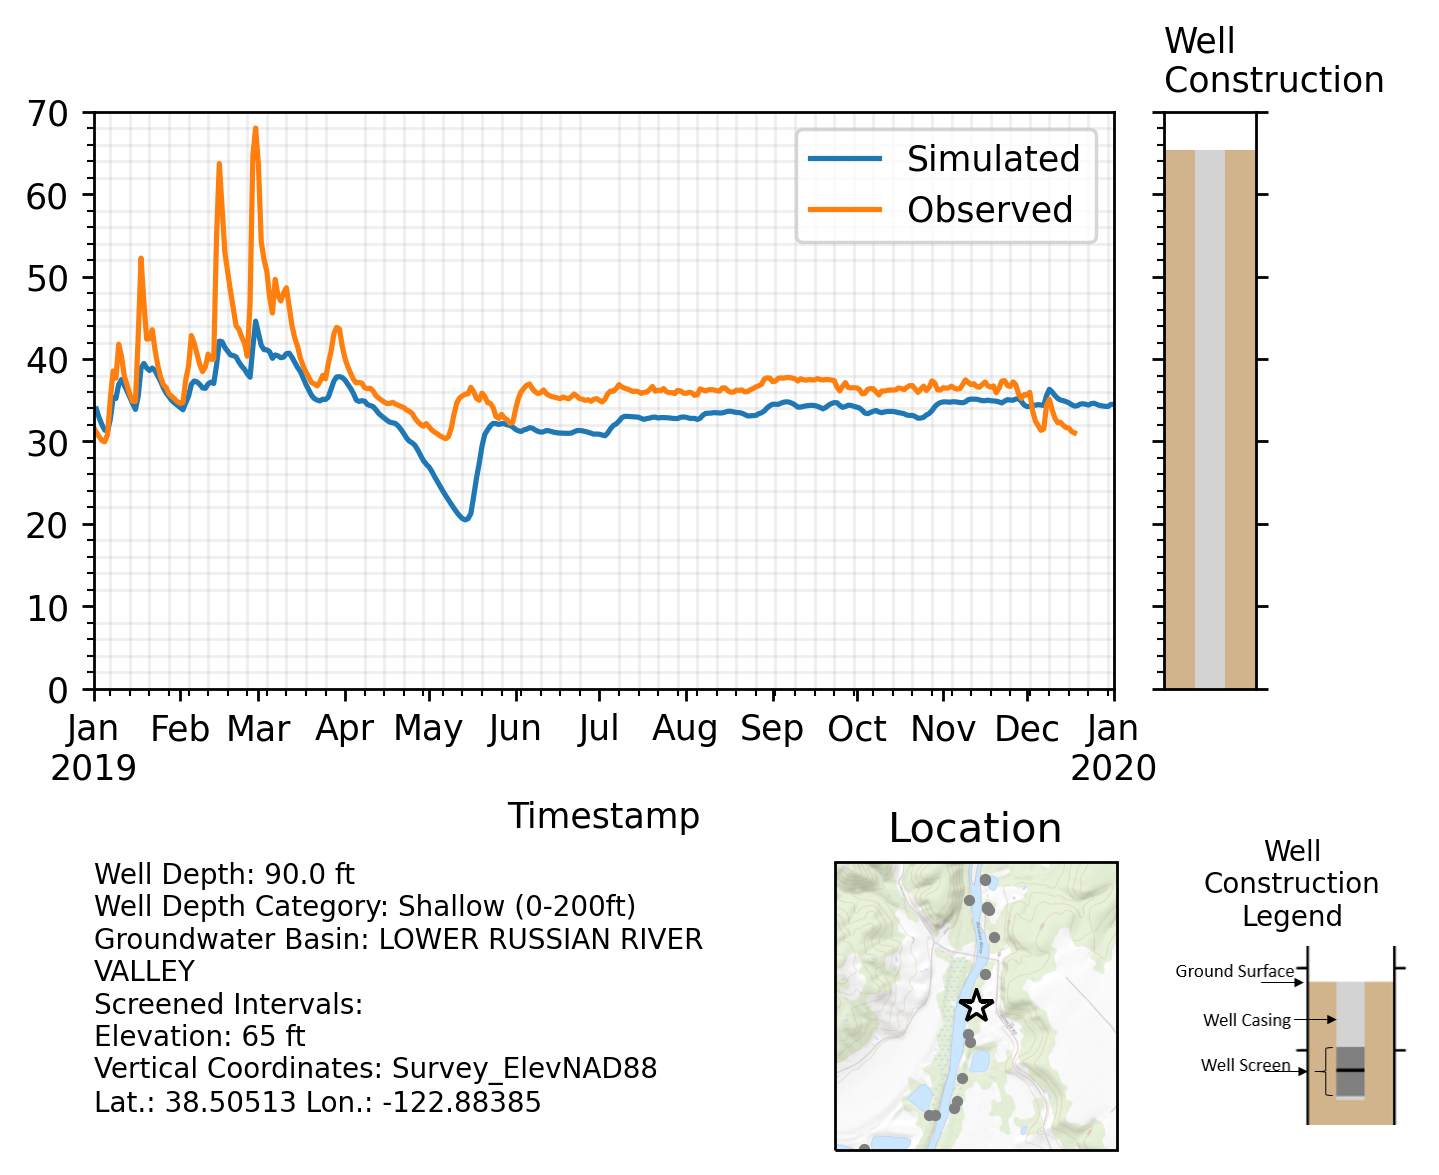 Well
Construction
70
60
50
40
30
20
10
0
Simulated
Observed
Jan Feb Mar Apr May Jun Jul Aug Sep Oct Nov Dec Jan
2019 2020
Timestamp
Well Depth: 90.0 ft
Well Depth Category: Shallow (0-200ft)
Groundwater Basin: LOWER RUSSIAN RIVER
VALLEY
Screened Intervals:
Elevation: 65 ft
Vertical Coordinates: Survey_ElevNAD88
Lat.: 38.50513 Lon.: -122.88385
Location
Well
Construction
Legend
Ground Surface
Well Casing
Well Screen